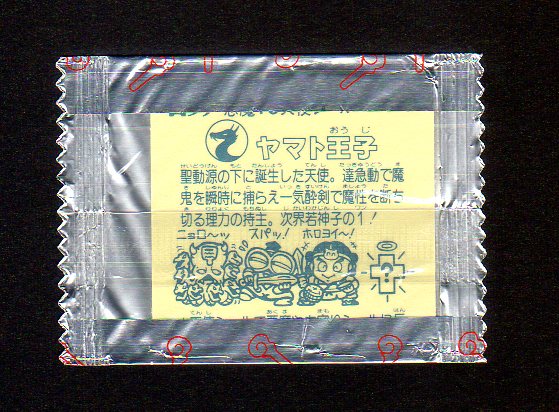 ヤマト王子
聖動源の下に誕生した天使。達急動で魔
鬼を瞬時に捕らえ一気酔剣で魔性を断ち
切る理力の持主。次界若神子の1!
ニョロ〜ッ スパッ! ホロヨイ〜!
?